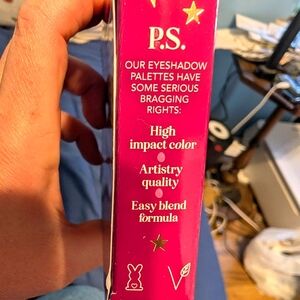 P.S.
OUR EYESHADOW
PALETTES HAVE
SOME SERIOUS
BRAGGING
RIGHTS:
High
impact color
Artistry
quality
Easy blend
formula